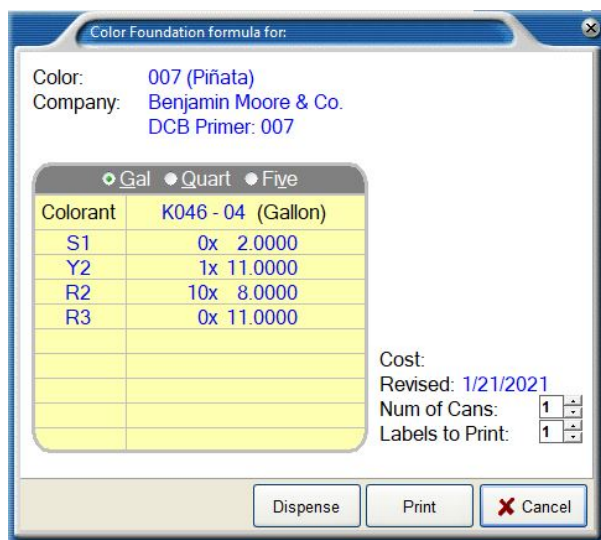 Color Foundation formula for:
Color: 007 (Piñata)
Company: Benjamin Moore & Co.
DCB Primer: 007
Gal Quart Five
Colorant K046 - 04 (Gallon)
S1 0x 2.0000
Y2 1x 11.0000
R2 10x 8.0000
R3 0x 11.0000
Cost:
Revised: 1/21/2021
Num of Cans: 1
Labels to Print: 1
Dispense Print Cancel